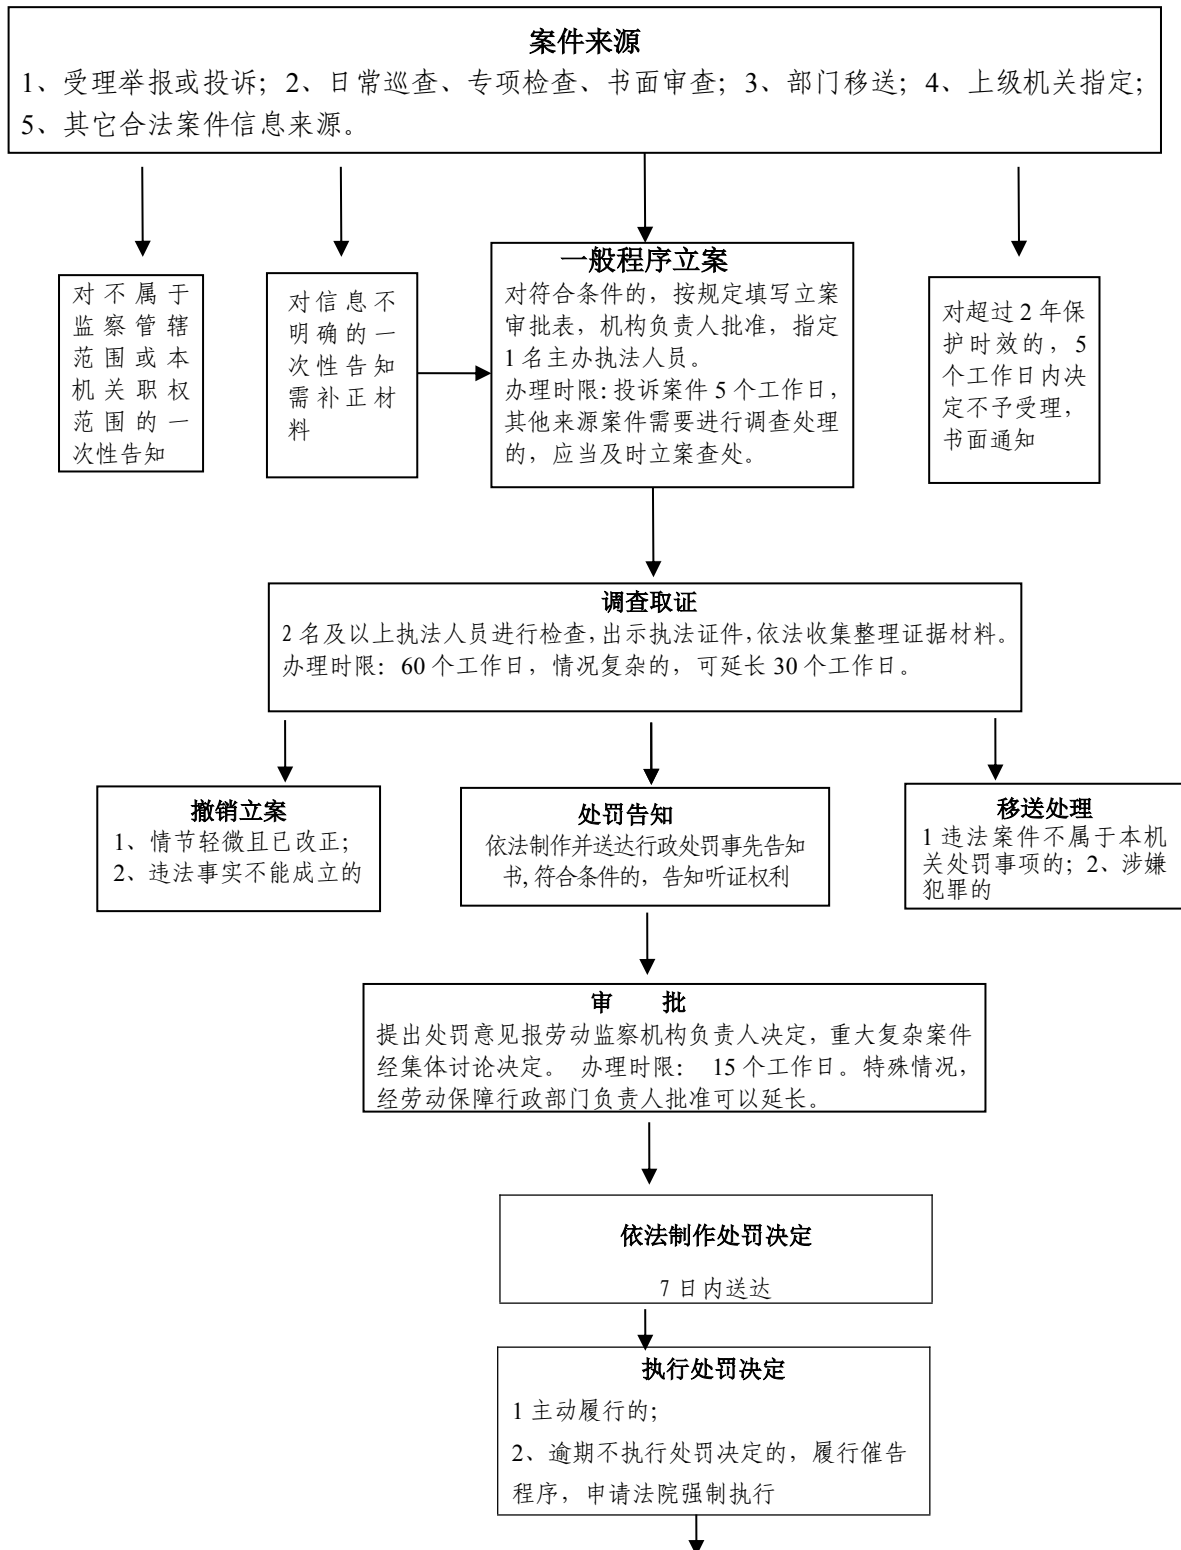 案件来源
1、受理举报或投诉；2、日常巡查、专项检查、书面审查；3、部门移送；4、上级机关指定；
5、其它合法案件信息来源。
对不属于
监察管辖
范围或本
机关职权
范围的一
次性告知
对信息不
明确的一
次性告知
需补正材
料
一般程序立案
对符合条件的，按规定填写立案
审批表，机构负责人批准，指定
1 名主办执法人员。
办理时限：投诉案件 5 个工作日，
其他来源案件需要进行调查处理
的，应当及时立案查处。
对超过 2 年保
护时效的，5
个工作日内决
定不予受理，
书面通知
调查取证
2 名及以上执法人员进行检查，出示执法证件，依法收集整理证据材料。
办理时限：60 个工作日，情况复杂的，可延长 30 个工作日。
撤销立案
1、情节轻微且已改正；
2、违法事实不能成立的
处罚告知
依法制作并送达行政处罚事先告知
书，符合条件的，告知听证权利
移送处理
1 违法案件不属于本机
关处罚事项的；2、涉嫌
犯罪的
审 批
提出处罚意见报劳动监察机构负责人决定，重大复杂案件
经集体讨论决定。 办理时限： 15 个工作日。特殊情况，
经劳动保障行政部门负责人批准可以延长。
依法制作处罚决定
7 日内送达
执行处罚决定
1 主动履行的；
2、逾期不执行处罚决定的，履行催告
程序，申请法院强制执行